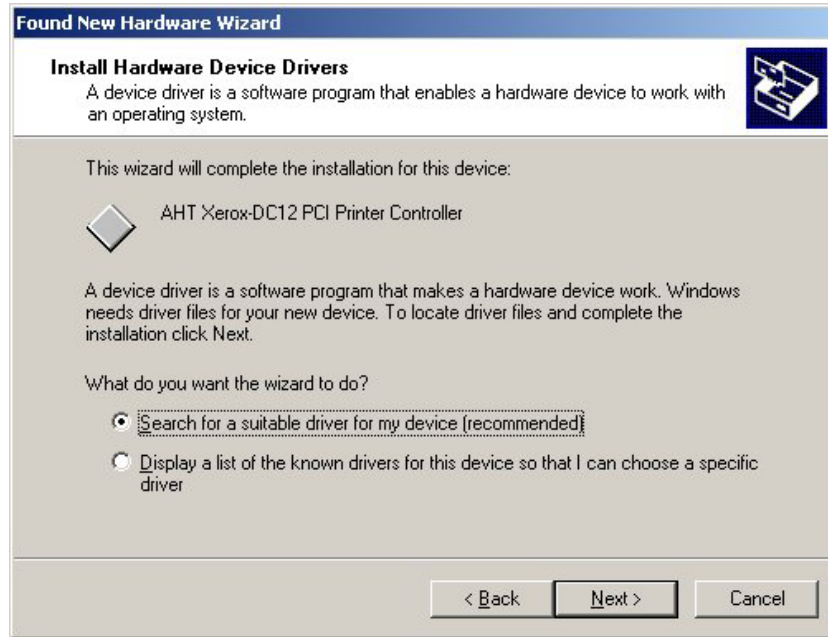 Found New Hardware Wizard
Install Hardware Device Drivers
A device driver is a software program that enables a hardware device to work with
an operating system.
This wizard will complete the installation for this device:
AHT Xerox-DC12 PCI Printer Controller
A device driver is a software program that makes a hardware device work. Windows
needs driver files for your new device. To locate driver files and complete the
installation click Next.
What do you want the wizard to do?
Search for a suitable driver for my device (recommended)
Display a list of the known drivers for this device so that I can choose a specific
driver
< Back
Next >
Cancel